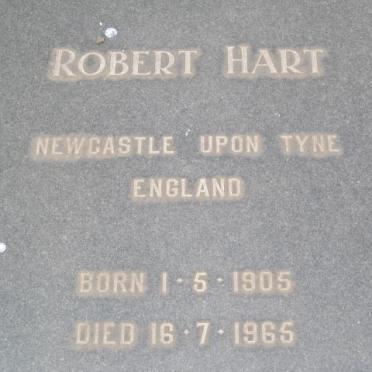 ROBERT HART
NEWCASTLE UPON TYNE
ENGLAND
BORN 1·5·1905
DIED 16·7·1965